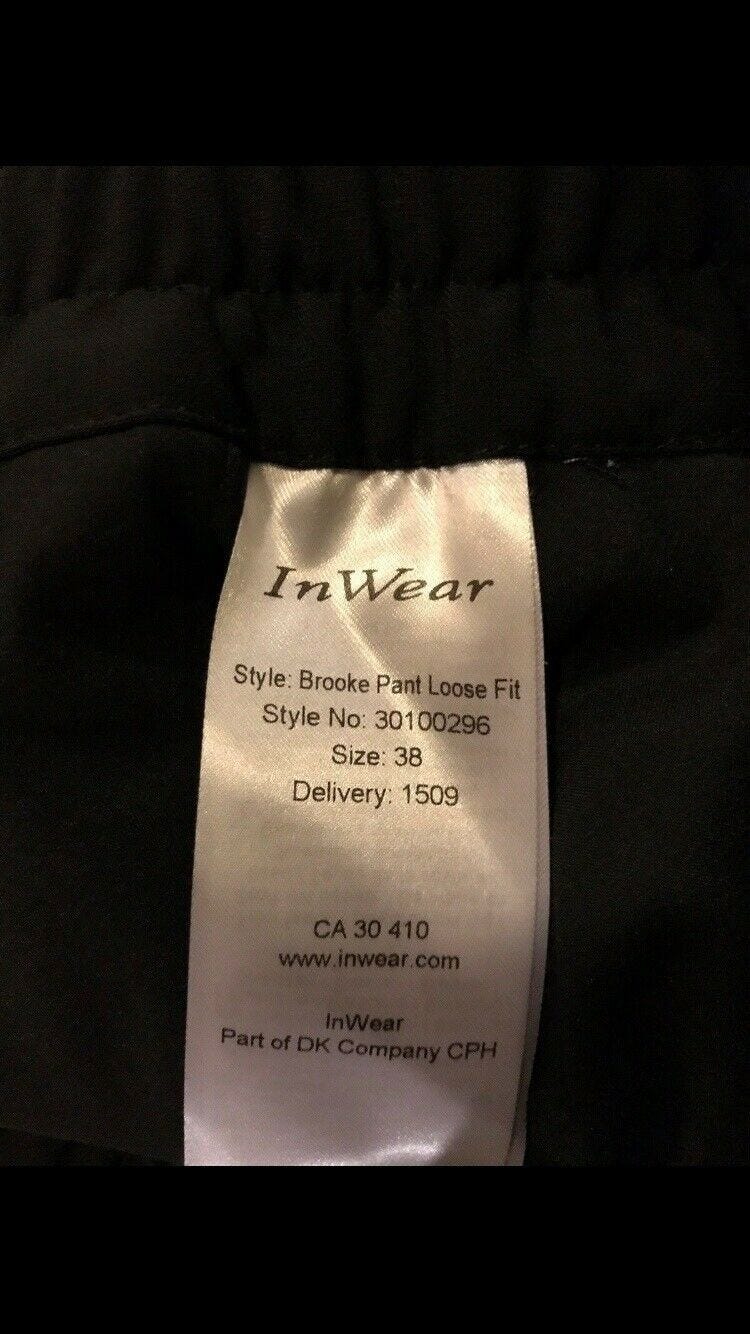 InWear
Style: Brooke Pant Loose Fit
Style No: 30100296
Size: 38
Delivery: 1509
CA 30 410
www.inwear.com
InWear
Part of DK Company CPH